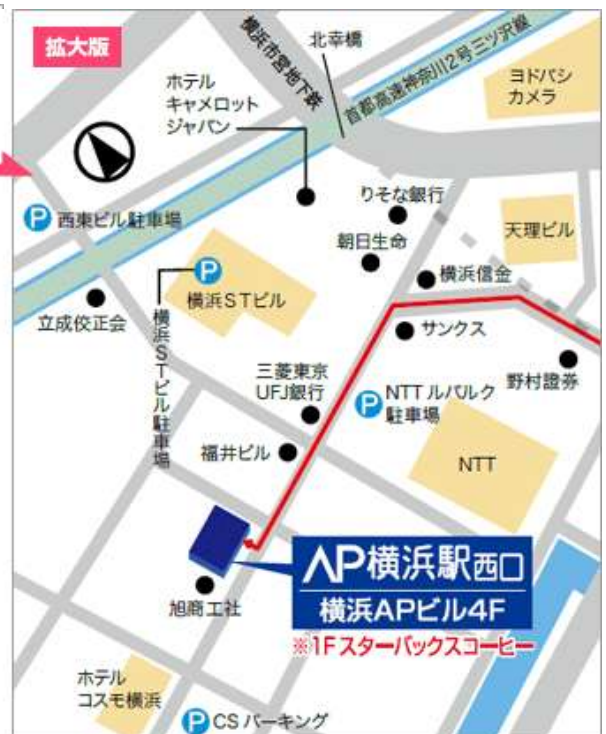 拡大版
北幸橋
横浜市営地下鉄
首都高速神奈川2号三ツ沢線
ヨドバシ
カメラ
ホテル
キャメロット
ジャパン
P
西東ビル駐車場
りそな銀行
天理ビル
朝日生命
P
横浜信金
横浜STビル
立成佼正会
サンクス
横浜STビル駐車場
三菱東京
UFJ銀行
野村證券
P
NTTルパルク
駐車場
福井ビル
NTT
AP横浜駅西口
横浜APビル4F
※1Fスターバックスコーヒー
旭商工社
ホテル
コスモ横浜
P
CSパーキング